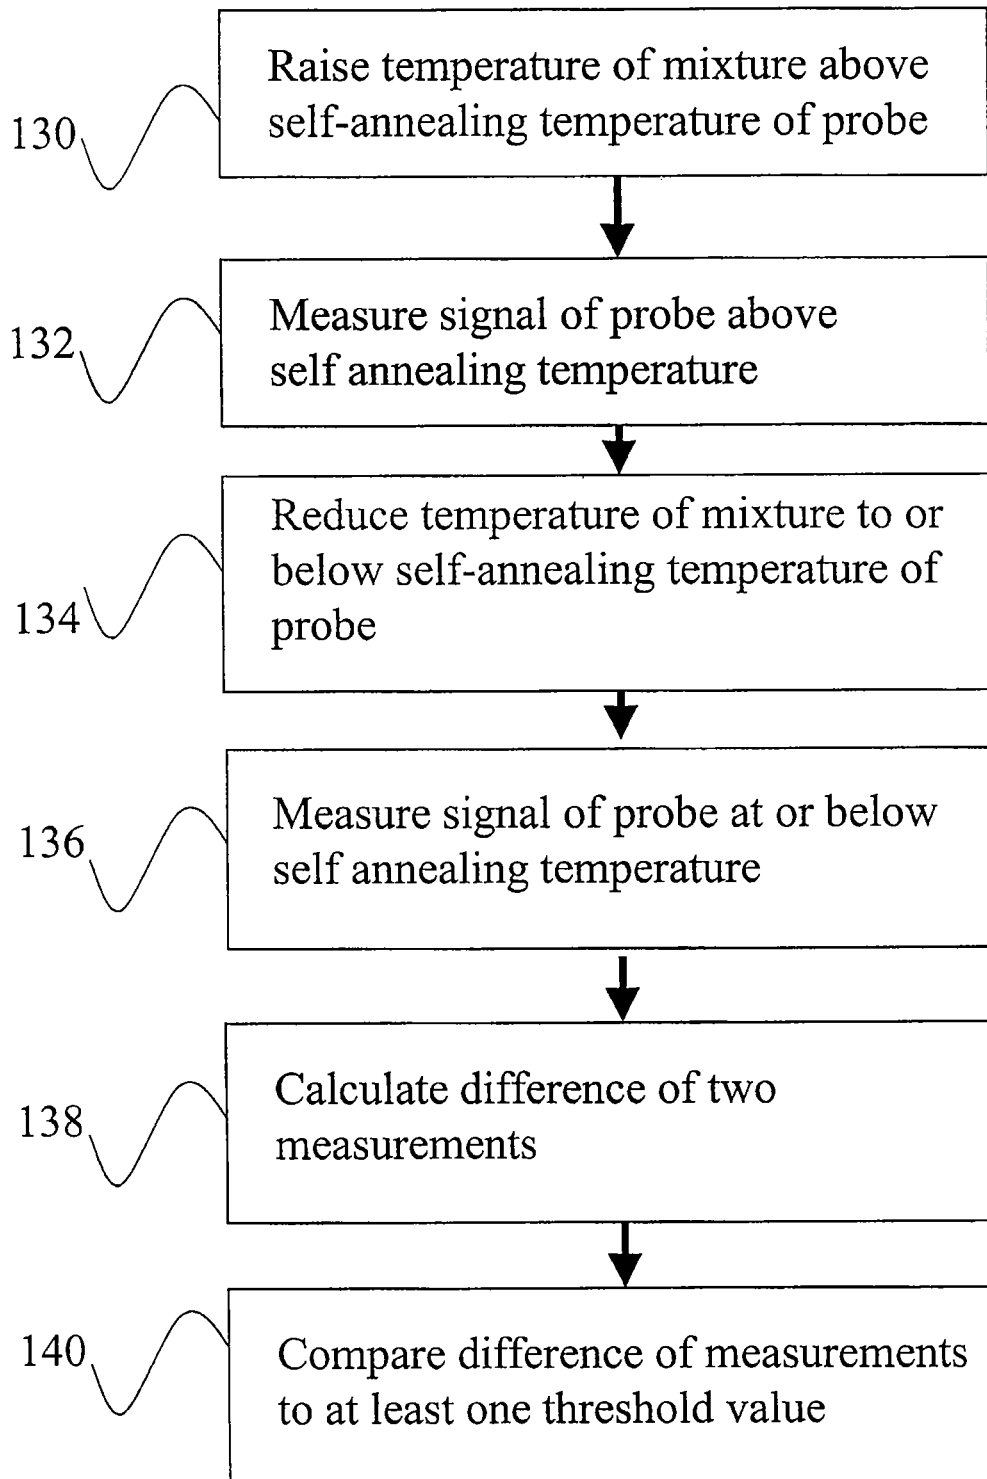 Raise temperature of mixture above
self-annealing temperature of probe
130
Measure signal of probe above
self annealing temperature
132
Reduce temperature of mixture to or
below self-annealing temperature of
probe
134
Measure signal of probe at or below
self annealing temperature
136
Calculate difference of two
measurements
138
Compare difference of measurements
to at least one threshold value
140